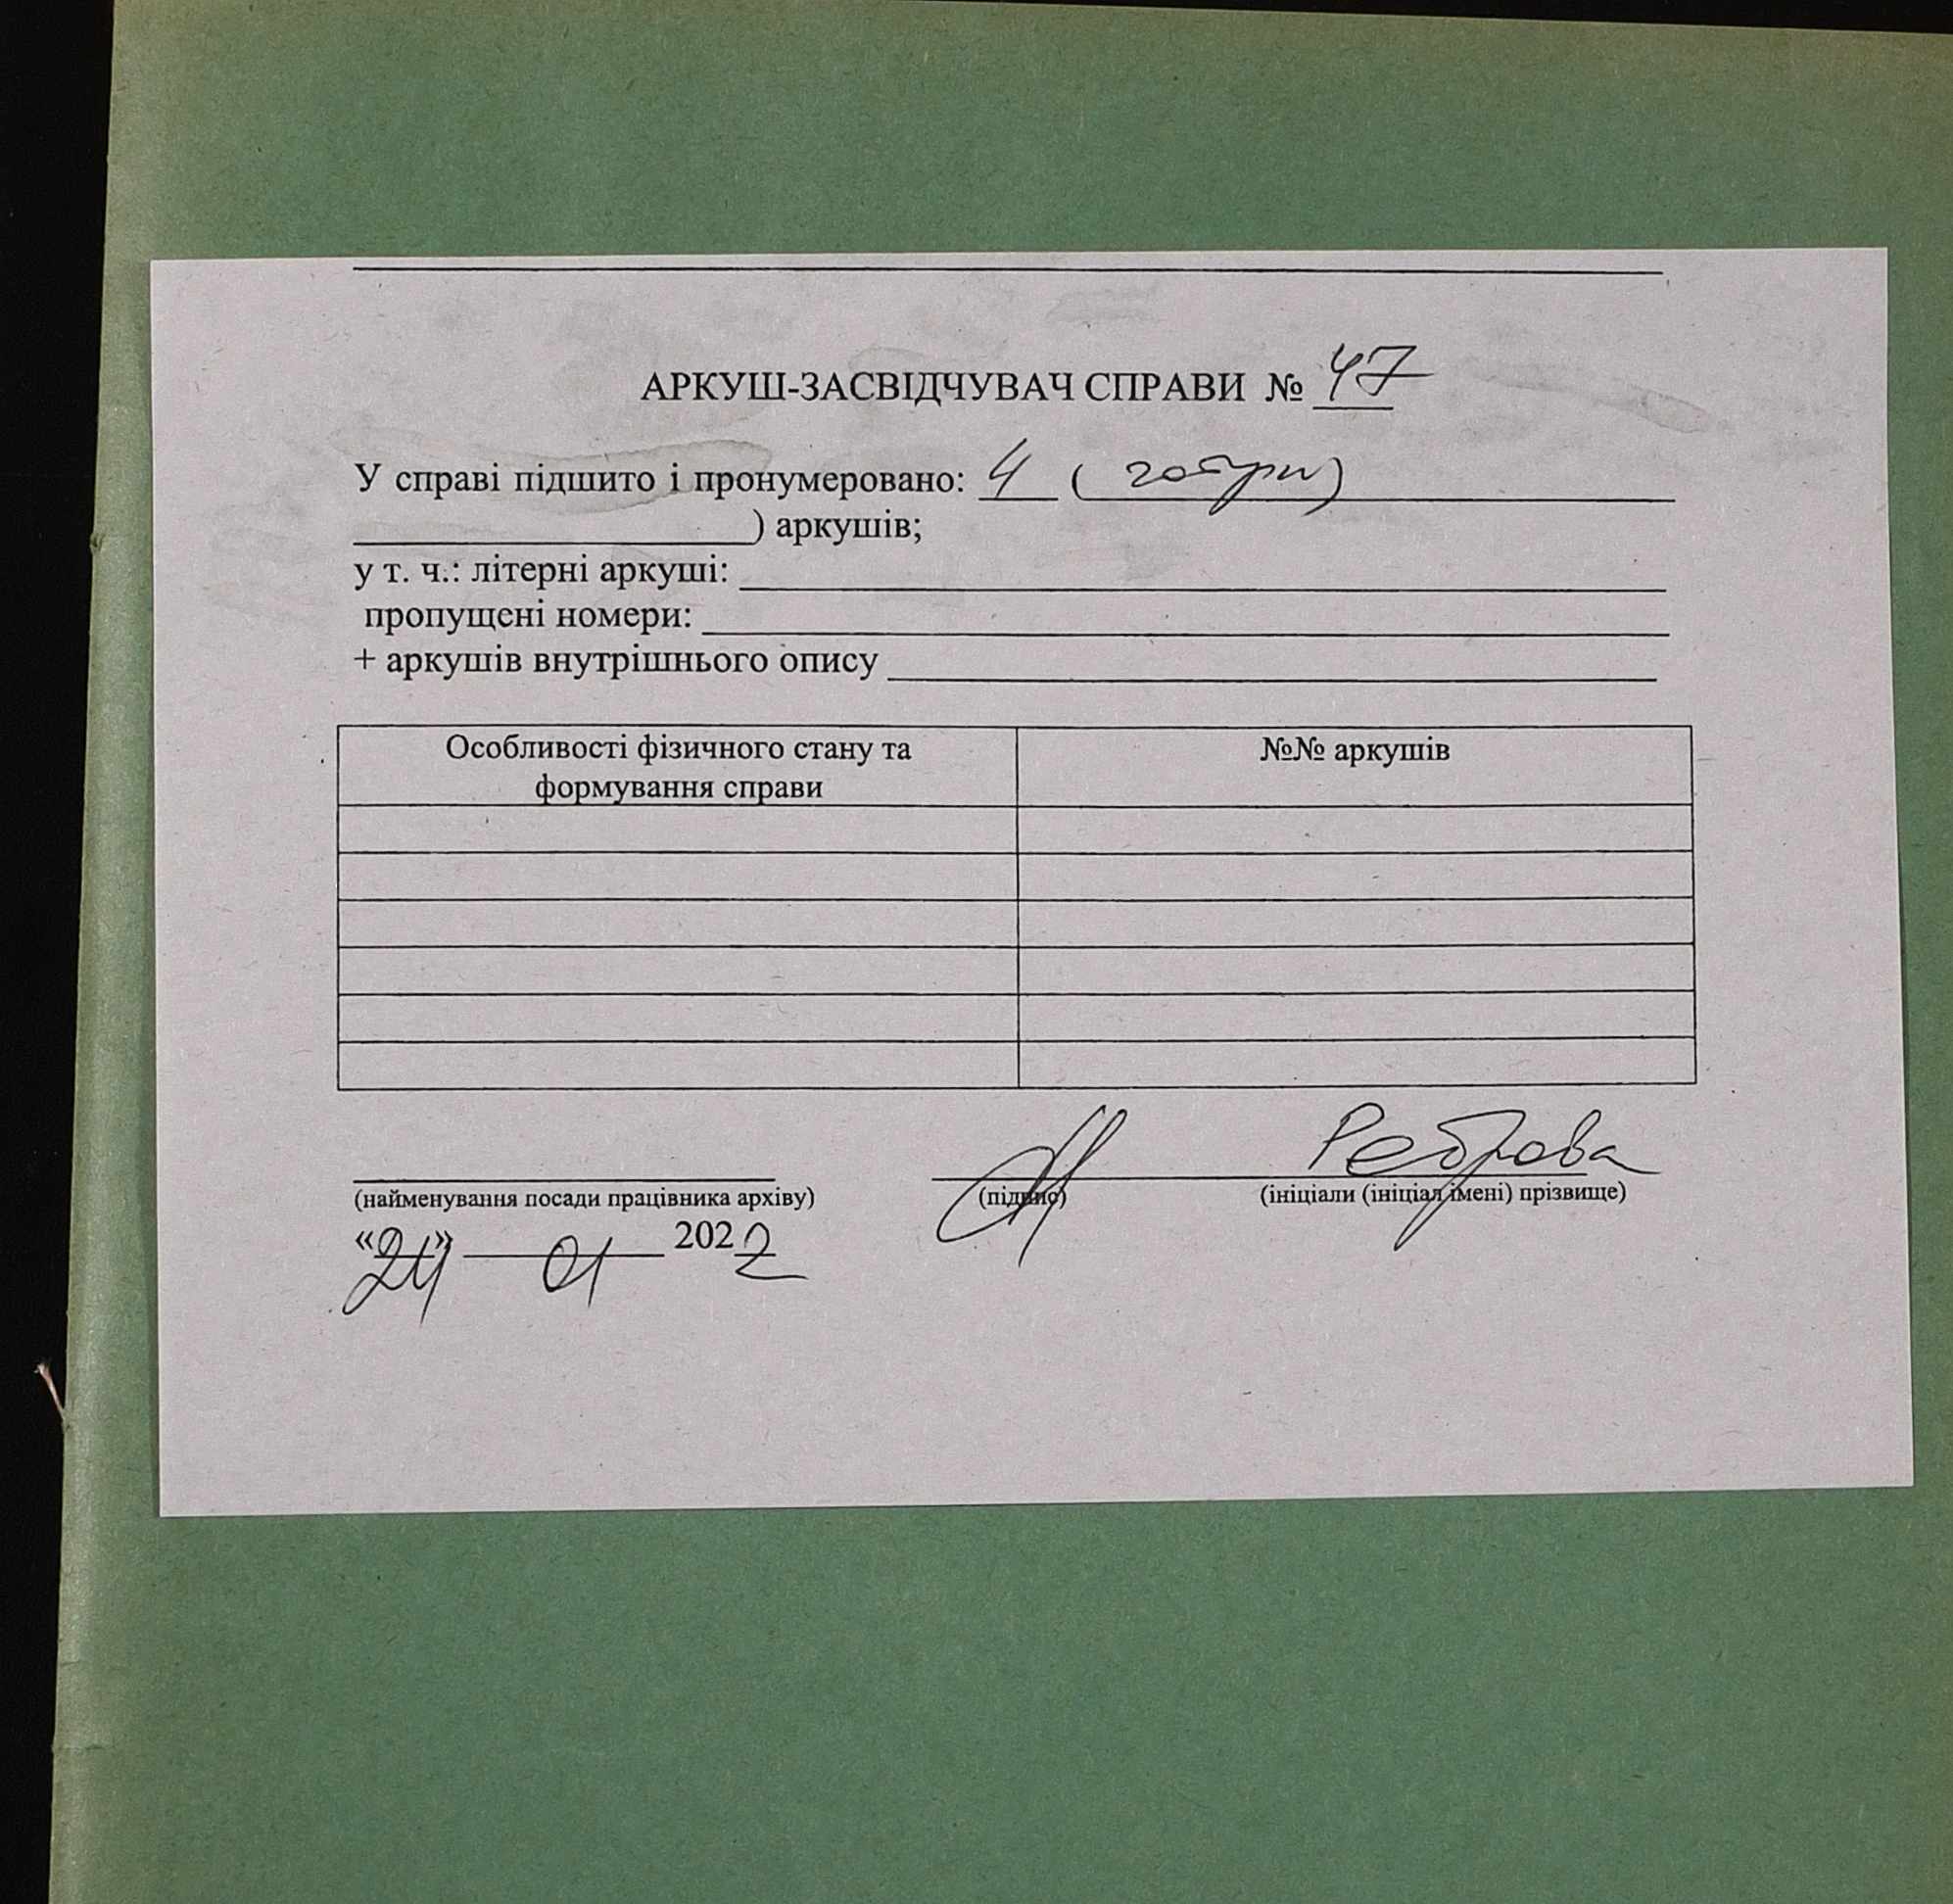 АРКУШ-ЗАСВІДЧУВАЧ СПРАВИ № 47
У справі підшито і пронумеровано: 4 ( чотири)
) аркушів;
у т. ч.: літерні аркуші:
пропущені номери:
+ аркушів внутрішнього опису
Особливості фізичного стану та
формування справи
№№ аркушів
Реброва
(найменування посади працівника архіву) (підпис) (ініціали (ініціал імені) прізвище)
«24» 01 2022